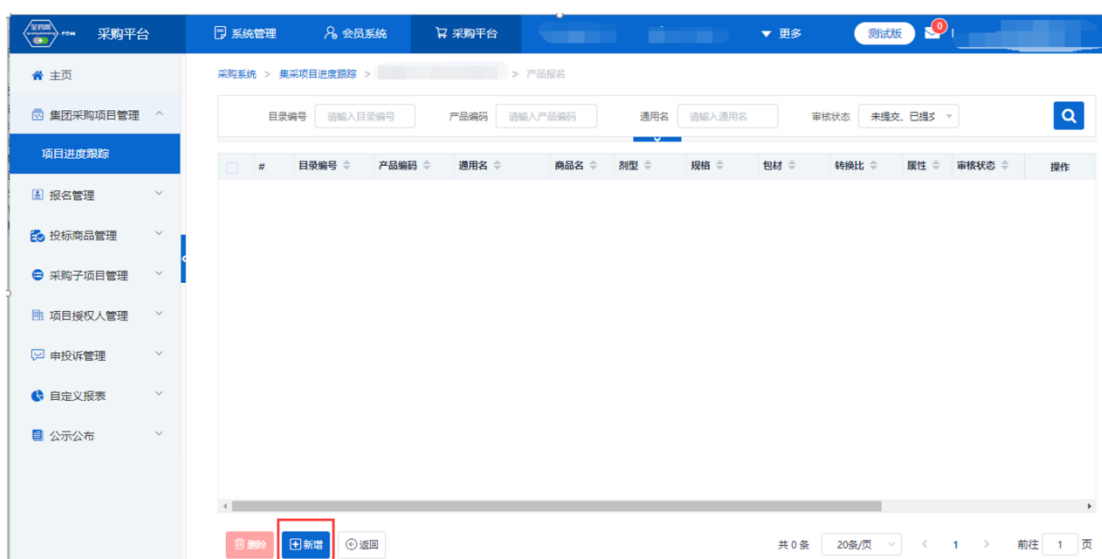 全药网 .COM 采购平台 系统管理 会员系统 采购平台 更多 测试版 0
主页
采购系统 > 集采项目进度跟踪 > > 产品报名
集团采购项目管理
目录编号 请输入目录编号 产品编码 请输入产品编码 通用名 请输入通用名 审核状态 未提交、已提交
项目进度跟踪
# 目录编号 产品编码 通用名 商品名 剂型 规格 包材 转换比 属性 审核状态 操作
报名管理
投标商品管理
采购子项目管理
项目授权人管理
申投诉管理
自定义报表
公示公布
删除 新增 返回 共 0 条 20条/页 < 1 > 前往 1 页